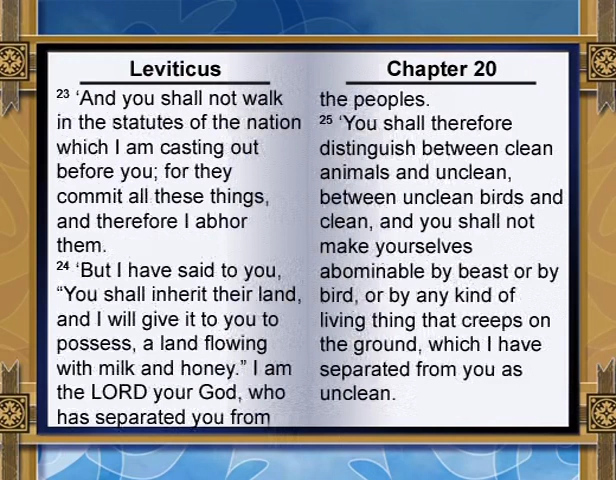 Leviticus
23 ‘And you shall not walk
in the statutes of the nation
which I am casting out
before you; for they
commit all these things,
and therefore I abhor
them.
24 ‘But I have said to you,
“You shall inherit their land,
and I will give it to you to
possess, a land flowing
with milk and honey.” I am
the LORD your God, who
has separated you from
Chapter 20
the peoples.
25 ‘You shall therefore
distinguish between clean
animals and unclean,
between unclean birds and
clean, and you shall not
make yourselves
abominable by beast or by
bird, or by any kind of
living thing that creeps on
the ground, which I have
separated from you as
unclean.